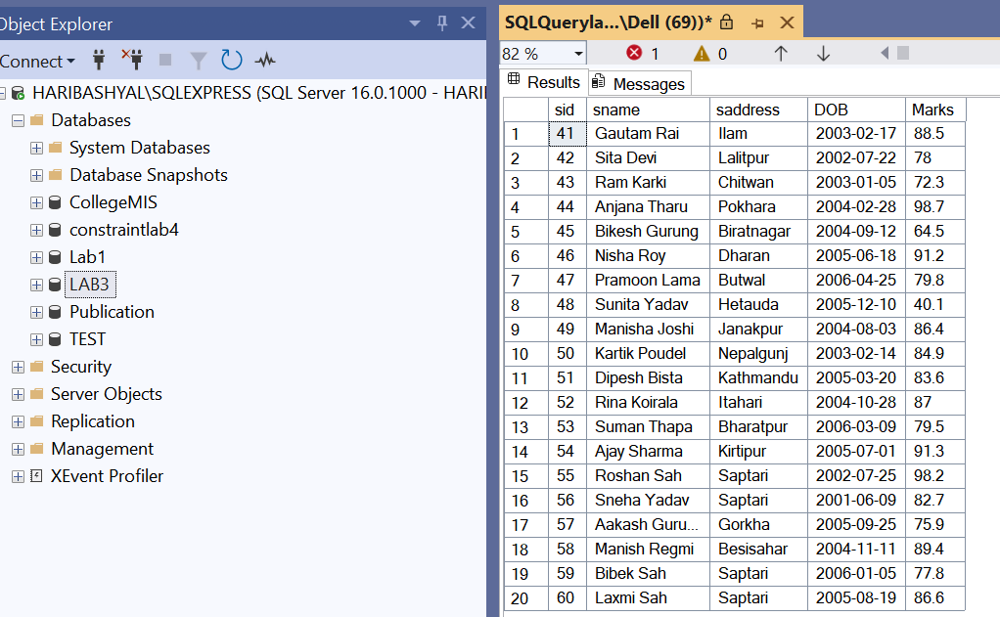 Object Explorer
Connect
HARIBASHYAL\SQLEXPRESS (SQL Server 16.0.1000 - HARI
Databases
System Databases
Database Snapshots
CollegeMIS
constraintlab4
Lab1
LAB3
Publication
TEST
Security
Server Objects
Replication
Management
XEvent Profiler
SQLQueryla...\Dell (69))*
82 % 1 0
Results Messages
sid sname saddress DOB Marks
1 41 Gautam Rai Ilam 2003-02-17 88.5
2 42 Sita Devi Lalitpur 2002-07-22 78
3 43 Ram Karki Chitwan 2003-01-05 72.3
4 44 Anjana Tharu Pokhara 2004-02-28 98.7
5 45 Bikesh Gurung Biratnagar 2004-09-12 64.5
6 46 Nisha Roy Dharan 2005-06-18 91.2
7 47 Pramoon Lama Butwal 2006-04-25 79.8
8 48 Sunita Yadav Hetauda 2005-12-10 40.1
9 49 Manisha Joshi Janakpur 2004-08-03 86.4
10 50 Kartik Poudel Nepalgunj 2003-02-14 84.9
11 51 Dipesh Bista Kathmandu 2005-03-20 83.6
12 52 Rina Koirala Itahari 2004-10-28 87
13 53 Suman Thapa Bharatpur 2006-03-09 79.5
14 54 Ajay Sharma Kirtipur 2005-07-01 91.3
15 55 Roshan Sah Saptari 2002-07-25 98.2
16 56 Sneha Yadav Saptari 2001-06-09 82.7
17 57 Aakash Guru... Gorkha 2005-09-25 75.9
18 58 Manish Regmi Besisahar 2004-11-11 89.4
19 59 Bibek Sah Saptari 2006-01-05 77.8
20 60 Laxmi Sah Saptari 2005-08-19 86.6